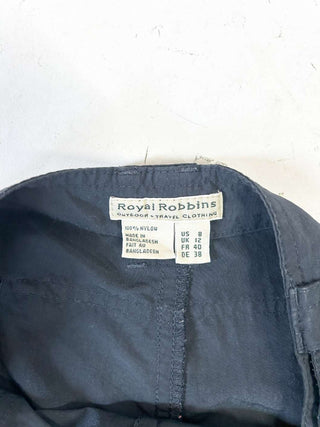 Royal Robbins
OUTDOOR • TRAVEL CLOTHING
100% NYLON
MADE IN
BANGLADESH
FAIT AU
BANGLADESH
US 8
UK 12
FR 40
DE 38